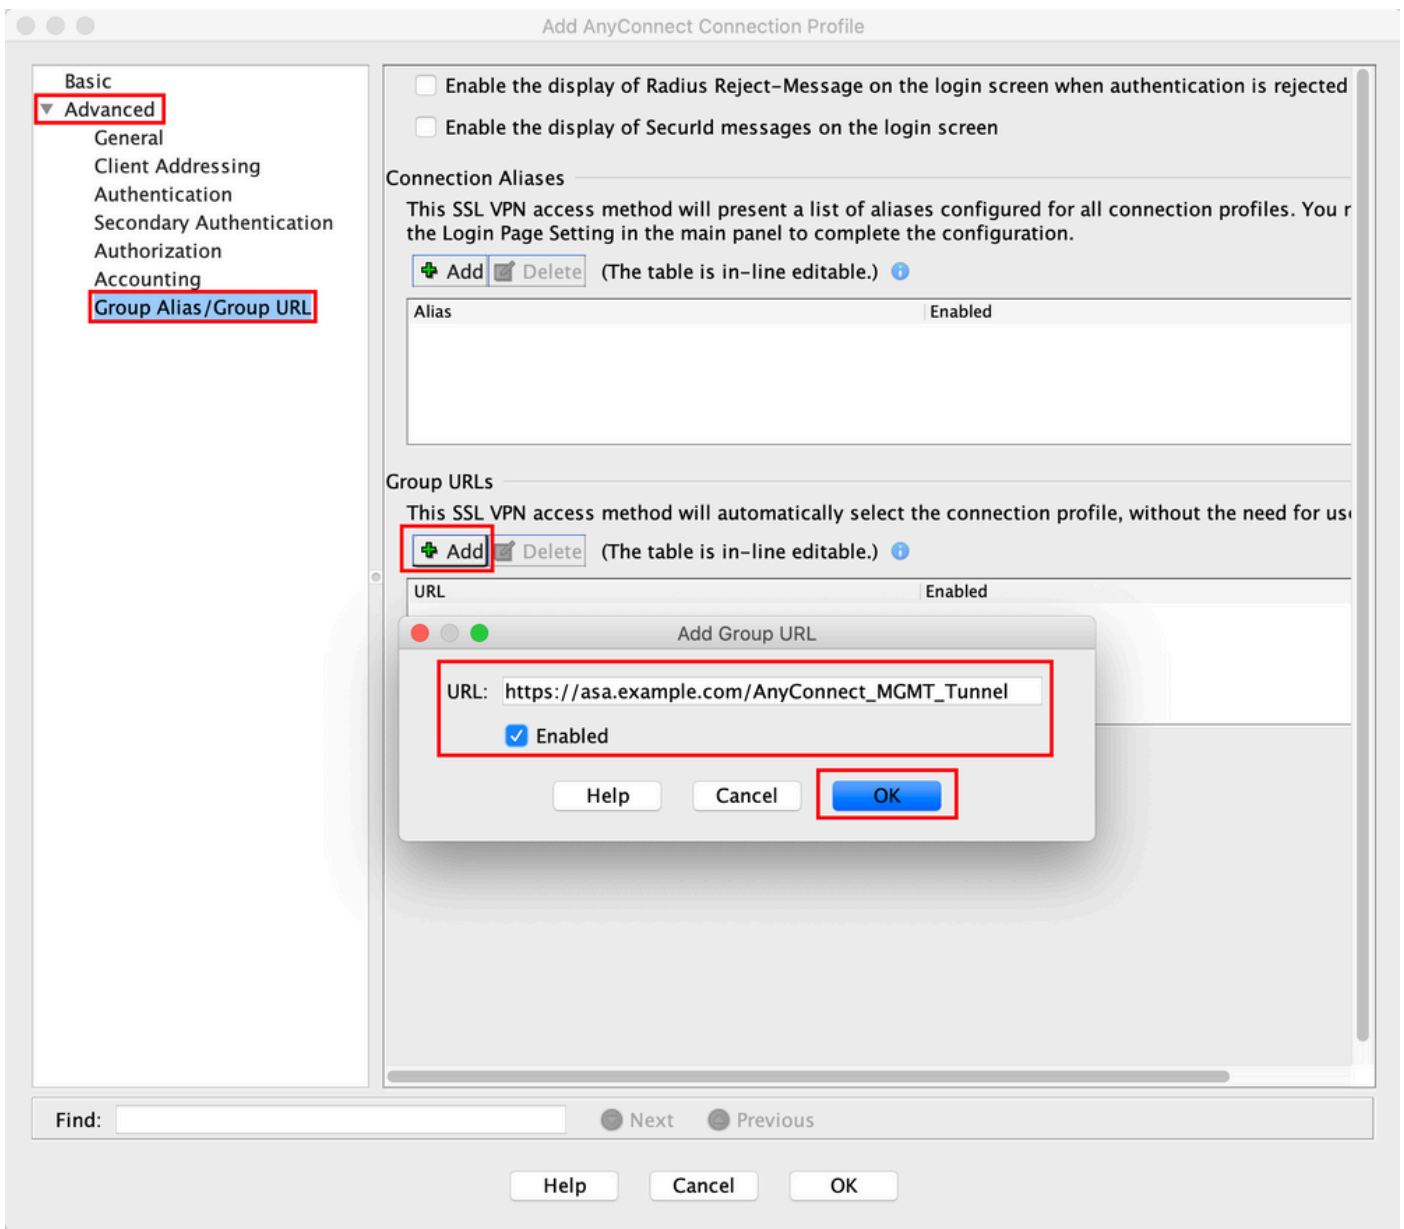 Add AnyConnect Connection Profile
Basic
Advanced
General
Client Addressing
Authentication
Secondary Authentication
Authorization
Accounting
Group Alias/Group URL
Enable the display of Radius Reject-Message on the login screen when authentication is rejected
Enable the display of SecurId messages on the login screen
Connection Aliases
This SSL VPN access method will present a list of aliases configured for all connection profiles. You
the Login Page Setting in the main panel to complete the configuration.
Add Delete (The table is in-line editable.)
Alias Enabled
Group URLs
This SSL VPN access method will automatically select the connection profile, without the need for
Add Delete (The table is in-line editable.)
URL Enabled
Add Group URL
URL: https://asa.example.com/AnyConnect_MGMT_Tunnel
Enabled
Help Cancel OK
Find: Next Previous
Help Cancel OK